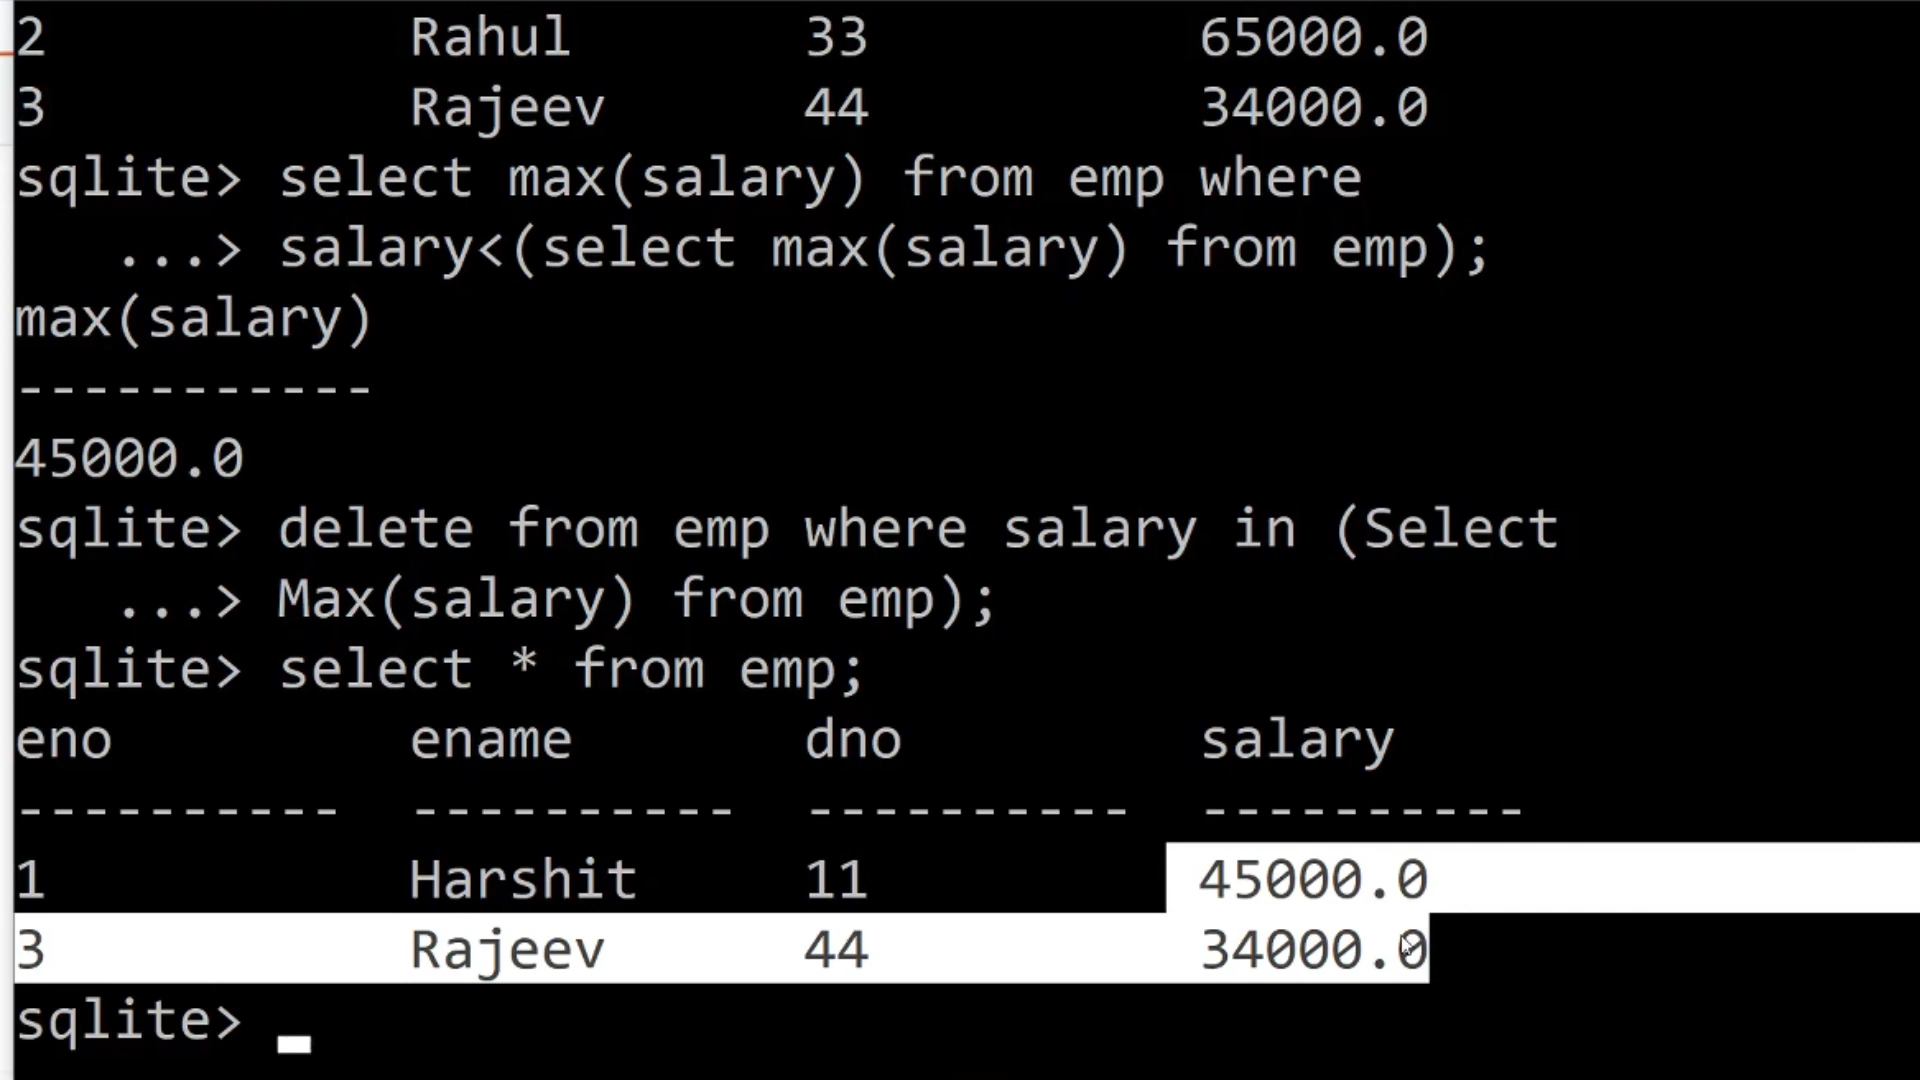 2 Rahul 33 65000.0
3 Rajeev 44 34000.0
sqlite> select max(salary) from emp where
...> salary<(select max(salary) from emp);
max(salary)
-----------
45000.0
sqlite> delete from emp where salary in (Select
...> Max(salary) from emp);
sqlite> select * from emp;
eno ename dno salary
---------- ---------- ---------- ----------
1 Harshit 11 45000.0
3 Rajeev 44 34000.0
sqlite>